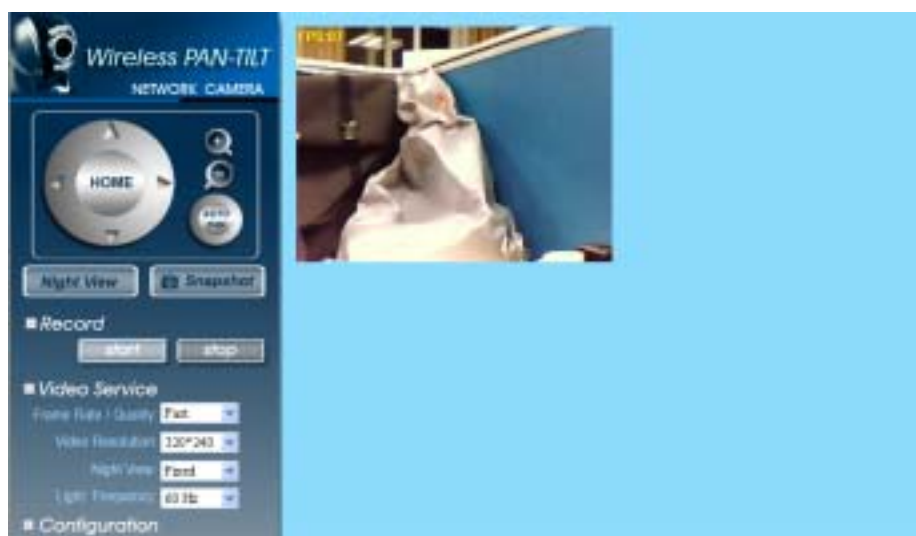 Wireless PAN-TILT
NETWORK CAMERA
HOME
Night View
Snapshot
Record
start
stop
Video Service
Frame Rate / Quality
Fast
Video Resolution
320*240
Night View
Light Frequency
60 Hz
Configuration